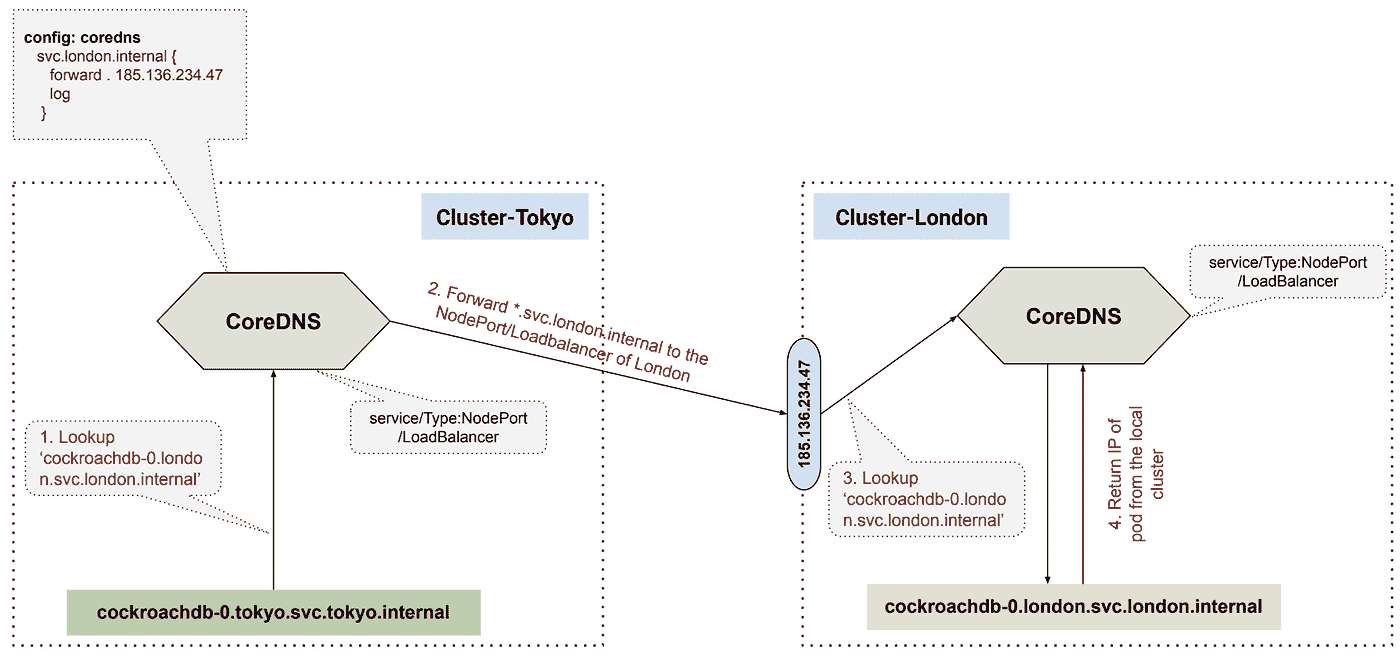 config: coredns
svc.london.internal {
forward . 185.136.234.47
log
}
Cluster-Tokyo
Cluster-London
service/Type:NodePort
/LoadBalancer
CoreDNS
2. Forward *.svc.london.internal to the
NodePort/Loadbalancer of London
CoreDNS
185.136.234.47
service/Type:NodePort
/LoadBalancer
1. Lookup
‘cockroachdb-0.londo
n.svc.london.internal’
3. Lookup
‘cockroachdb-0.londo
n.svc.london.internal’
4. Return IP of
pod from the local
cluster
cockroachdb-0.tokyo.svc.tokyo.internal
cockroachdb-0.london.svc.london.internal